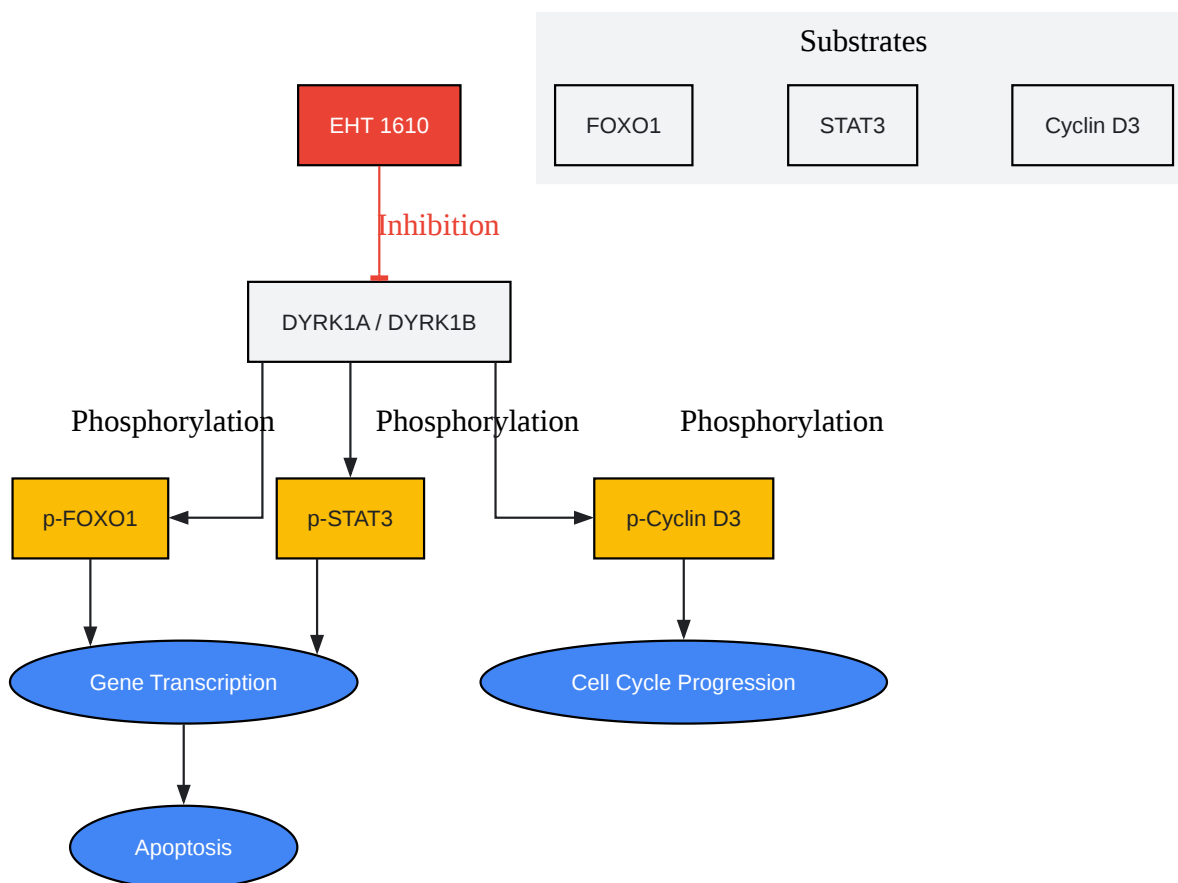 Substrates
EHT 1610
FOXO1
STAT3
Cyclin D3
Inhibition
DYRK1A / DYRK1B
Phosphorylation
Phosphorylation
Phosphorylation
p-FOXO1
p-STAT3
p-Cyclin D3
Gene Transcription
Cell Cycle Progression
Apoptosis